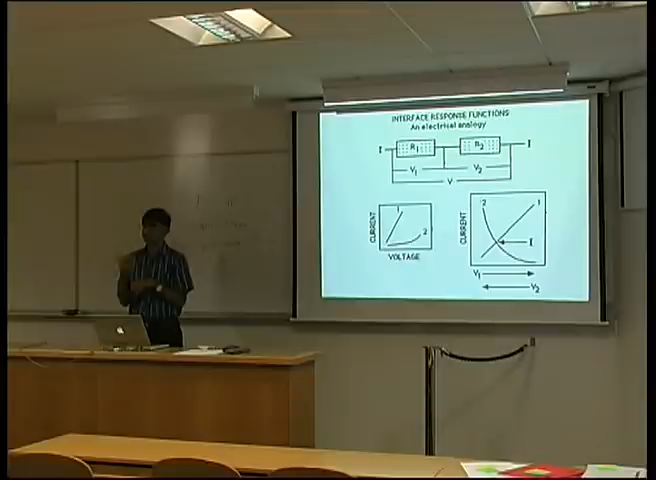 INTERFACE RESPONSE FUNCTIONS
An electrical analogy
I R1 R2 I
V1 V2
V
CURRENT 1 2
VOLTAGE
CURRENT 2 1 I
V1
V2